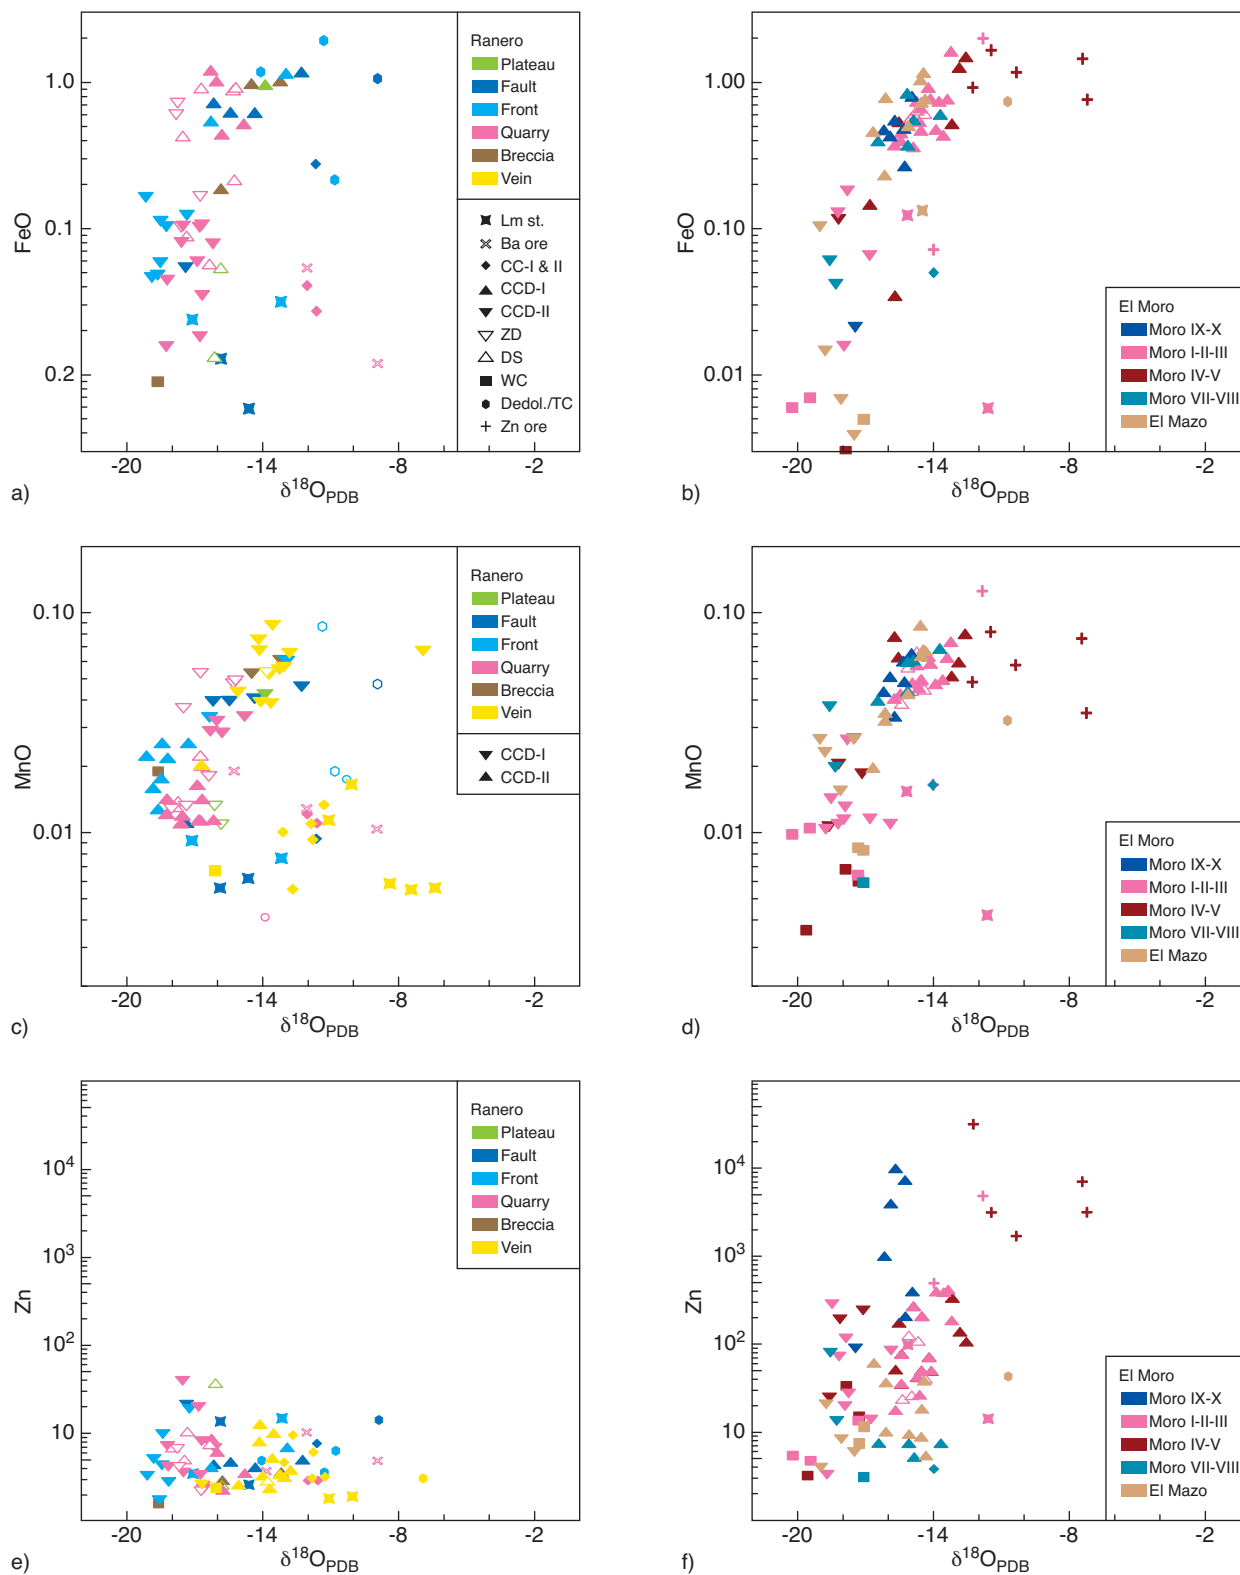 1.0
0.1
0.2
FeO
-20
-14
-8
-2
δ¹⁸O_PDB
a)
Ranero
Plateau
Fault
Front
Quarry
Breccia
Vein
Lm st.
Ba ore
CC-I & II
CCD-I
CCD-II
ZD
DS
WC
Dedol./TC
Zn ore
1.00
0.10
0.01
FeO
-20
-14
-8
-2
δ¹⁸O_PDB
b)
El Moro
Moro IX-X
Moro I-II-III
Moro IV-V
Moro VII-VIII
El Mazo
0.10
0.01
MnO
-20
-14
-8
-2
δ¹⁸O_PDB
c)
Ranero
Plateau
Fault
Front
Quarry
Breccia
Vein
CCD-I
CCD-II
0.10
0.01
MnO
-20
-14
-8
-2
δ¹⁸O_PDB
d)
El Moro
Moro IX-X
Moro I-II-III
Moro IV-V
Moro VII-VIII
El Mazo
10⁴
10³
10²
10
Zn
-20
-14
-8
-2
δ¹⁸O_PDB
e)
Ranero
Plateau
Fault
Front
Quarry
Breccia
Vein
10⁴
10³
10²
10
Zn
-20
-14
-8
-2
δ¹⁸O_PDB
f)
El Moro
Moro IX-X
Moro I-II-III
Moro IV-V
Moro VII-VIII
El Mazo